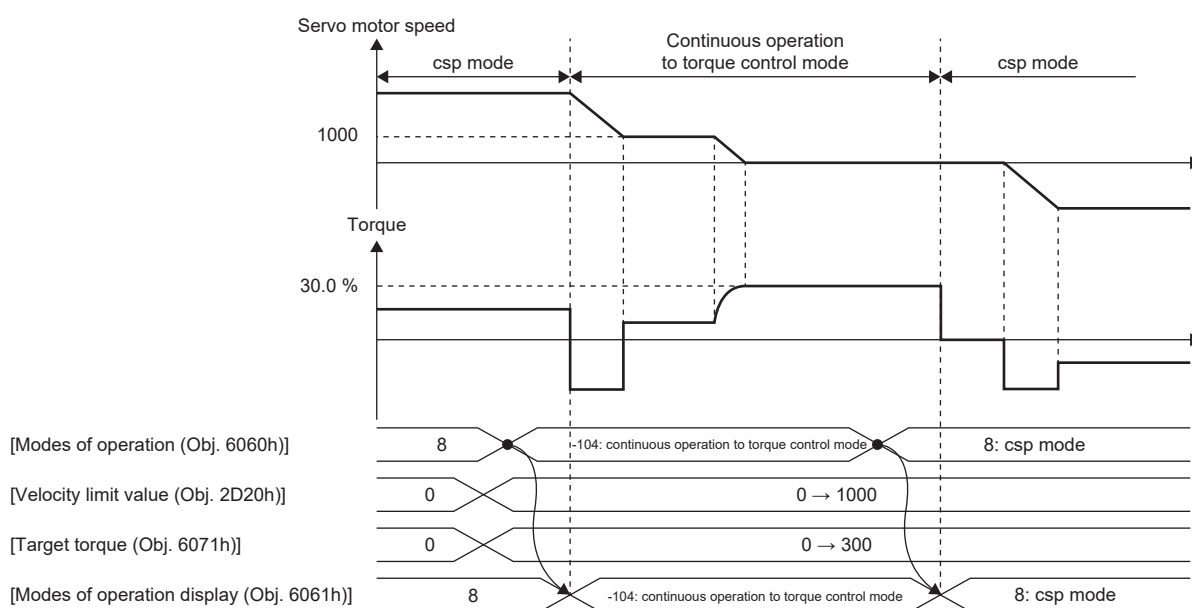 Servo motor speed
Continuous operation
to torque control mode
csp mode
csp mode
1000
Torque
30.0 %
[Modes of operation (Obj. 6060h)]
8
-104: continuous operation to torque control mode
8: csp mode
[Velocity limit value (Obj. 2D20h)]
0
0 → 1000
[Target torque (Obj. 6071h)]
0
0 → 300
[Modes of operation display (Obj. 6061h)]
8
-104: continuous operation to torque control mode
8: csp mode